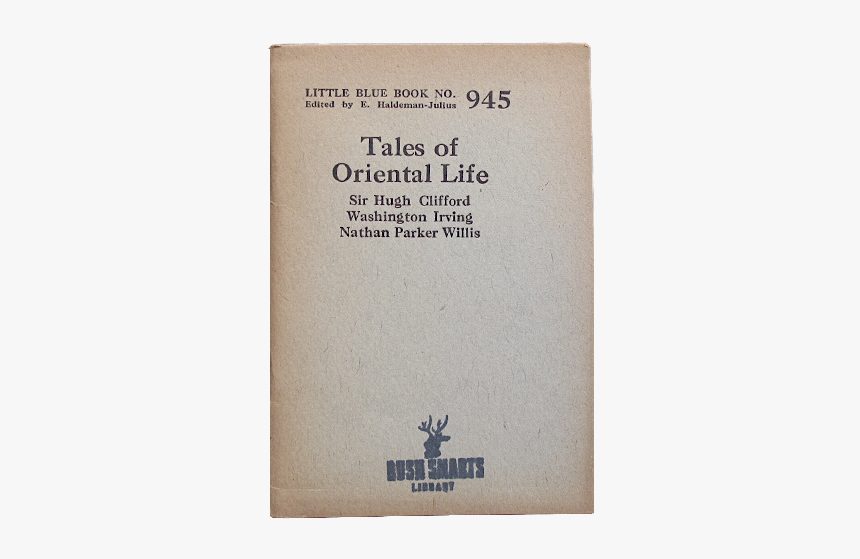 LITTLE BLUE BOOK NO. 945
Edited by E. Haldeman-Julius
Tales of
Oriental Life
Sir Hugh Clifford
Washington Irving
Nathan Parker Willis
BUSH SMARTS
LIBRARY